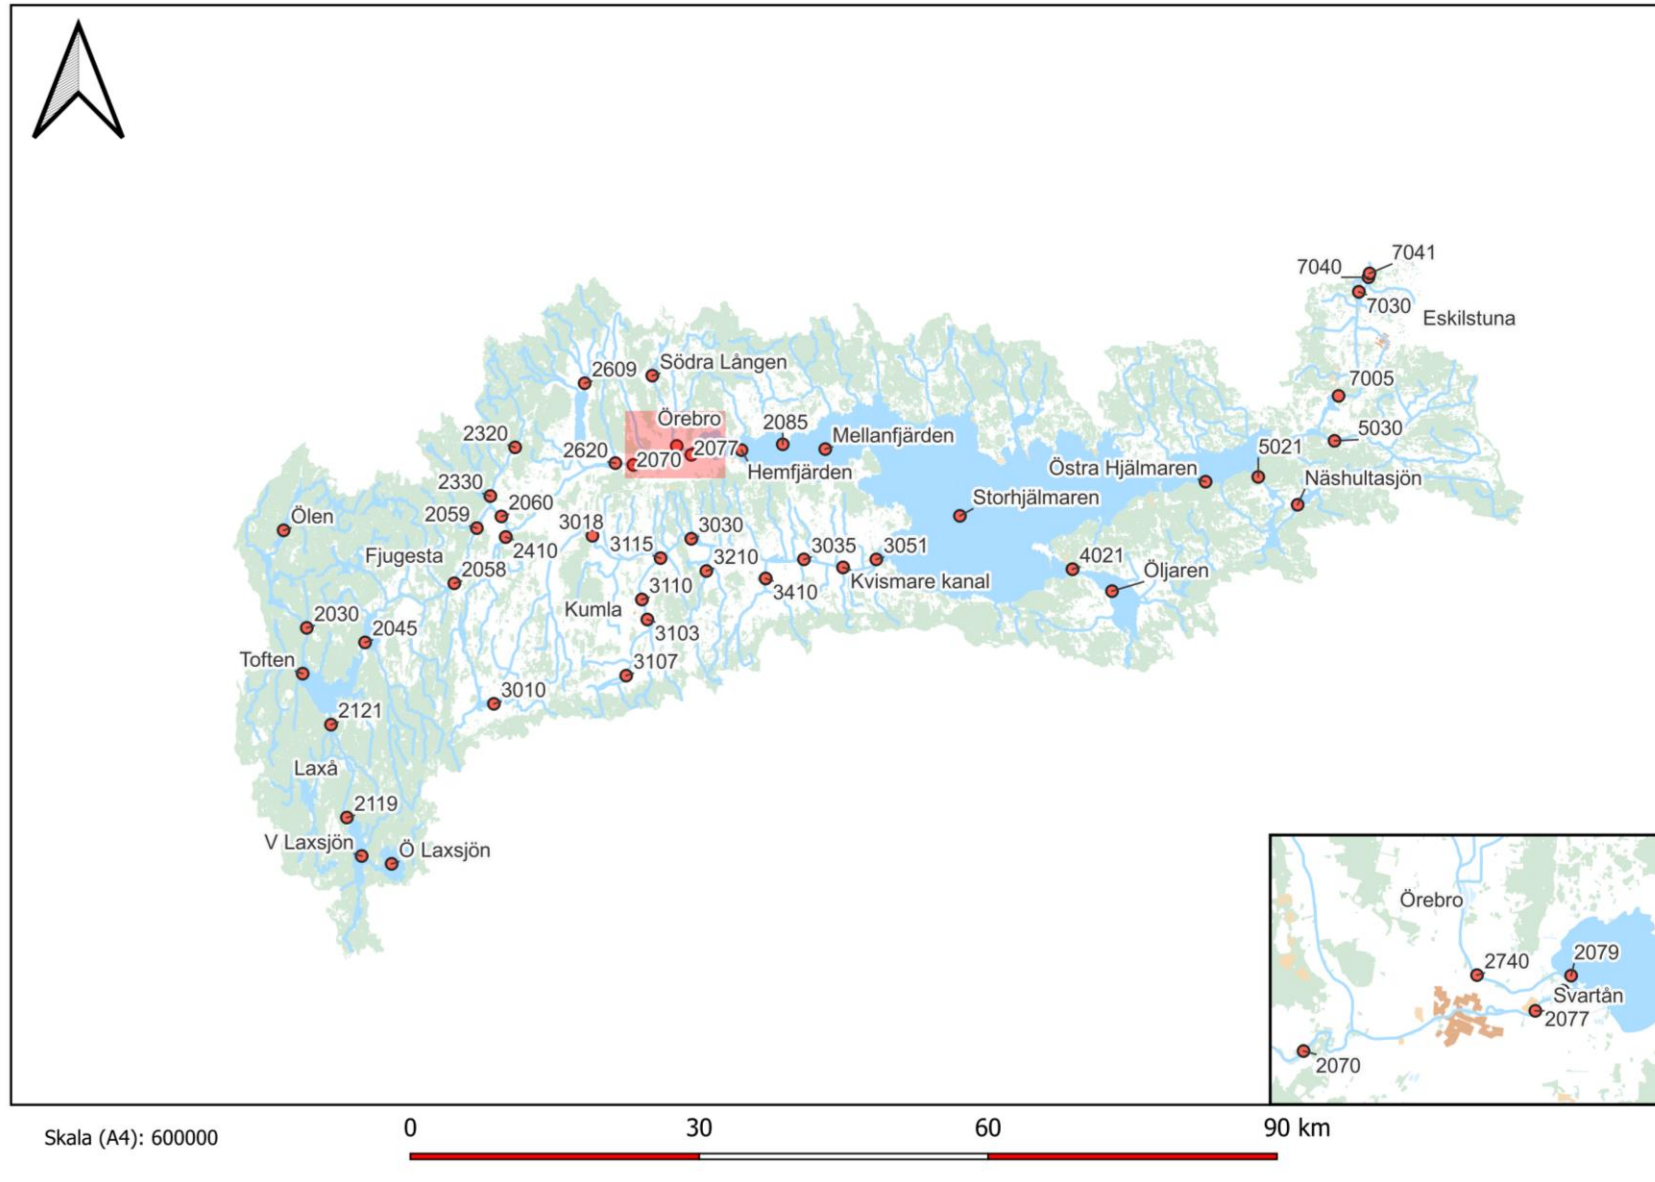 7041
7040
7030
Eskilstuna
Södra Lången
2609
7005
Örebro
2085
2320
Mellanfjärden
5030
2077
2620
2070
5021
Östra Hjälmaren
Hemfjärden
Näshultasjön
2330
Storhjälmaren
2060
Ölen
2059
3018
3030
2410
3115
3035
3051
Fjugesta
3210
4021
Öljaren
2058
Kvismare kanal
3110
3410
Kumla
2030
2045
3103
Toften
3107
3010
2121
Laxå
2119
V Laxsjön
Ö Laxsjön
Örebro
2740
2079
Svartån
2077
2070
Skala (A4): 600000
0 30 60 90 km